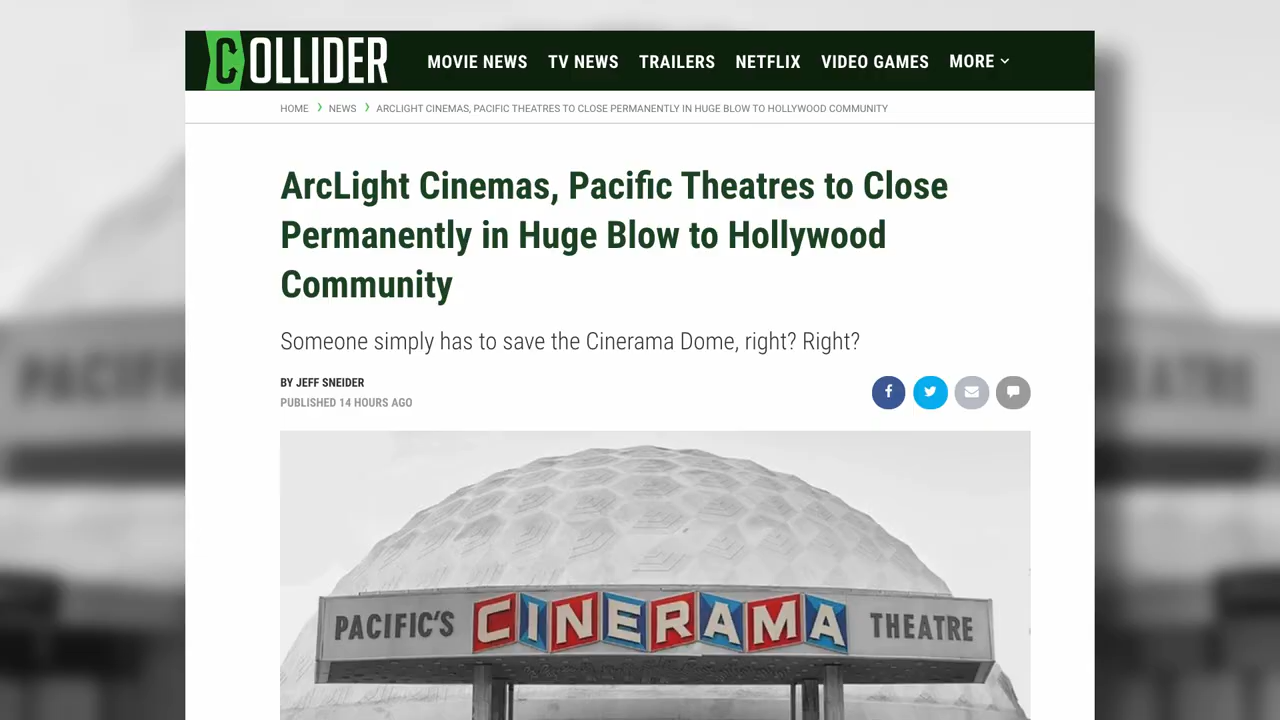 COLLIDER
MOVIE NEWS TV NEWS TRAILERS NETFLIX VIDEO GAMES MORE
HOME NEWS ARCLIGHT CINEMAS, PACIFIC THEATRES TO CLOSE PERMANENTLY IN HUGE BLOW TO HOLLYWOOD COMMUNITY
ArcLight Cinemas, Pacific Theatres to Close
Permanently in Huge Blow to Hollywood
Community
Someone simply has to save the Cinerama Dome, right? Right?
BY JEFF SNEIDER
PUBLISHED 14 HOURS AGO
PACIFIC'S CINERAMA THEATRE
PACIFIC
EATRE